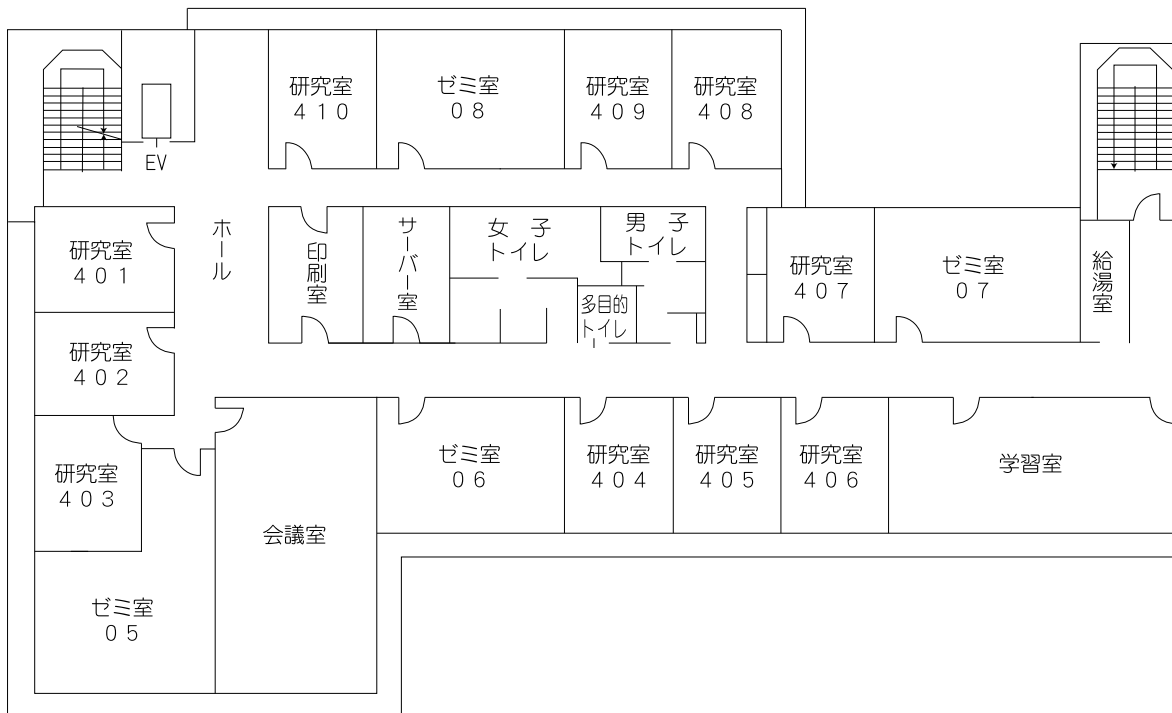 研究室
４１０
ゼミ室
０８
研究室
４０９
研究室
４０８
EV
研究室
４０１
ホール
印刷室
サーバー室
女子
トイレ
男子
トイレ
多目的
トイレ
研究室
４０７
ゼミ室
０７
給湯室
研究室
４０２
研究室
４０３
ゼミ室
０６
研究室
４０４
研究室
４０５
研究室
４０６
学習室
会議室
ゼミ室
０５